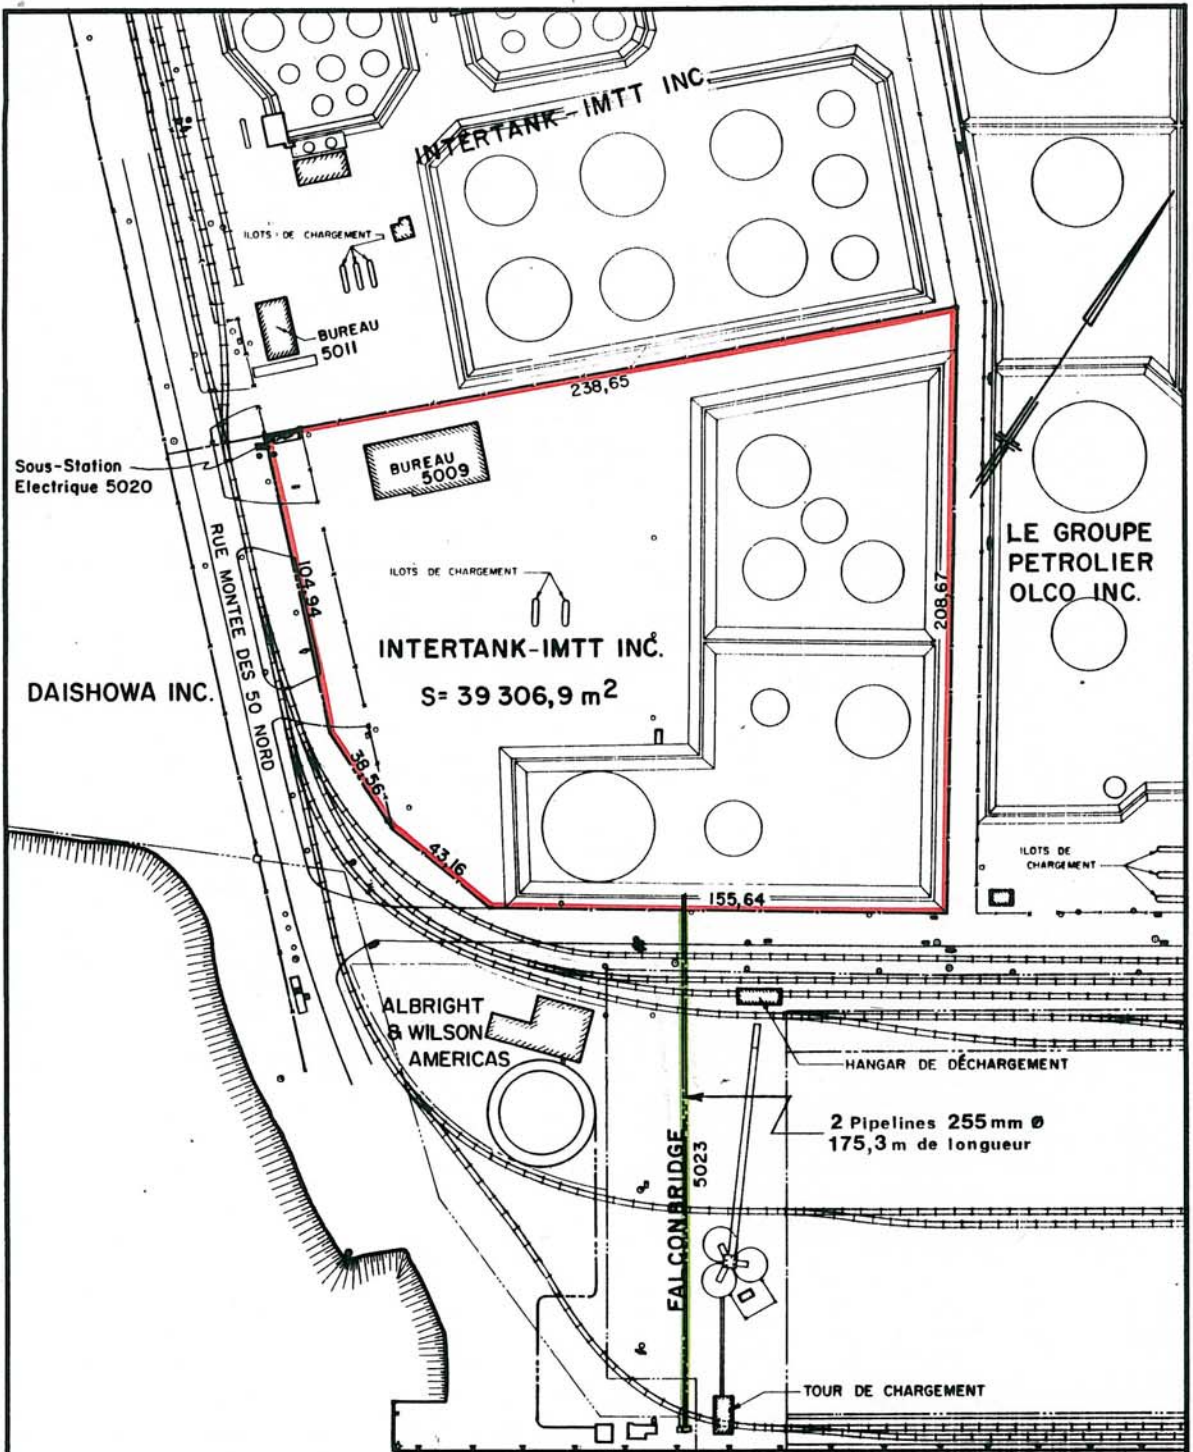 INTERTANK-IMTT INC.
ILOTS DE CHARGEMENT
BUREAU
5011
238,65
Sous-Station
Electrique 5020
BUREAU
5009
RUE MONTEE DES 50 NORD
104,94
ILOTS DE CHARGEMENT
LE GROUPE
PETROLIER
OLCO INC.
208,67
INTERTANK-IMTT INC.
S= 39 306,9 m²
DAISHOWA INC.
38,56
43,16
ILOTS DE
CHARGEMENT
155,64
ALBRIGHT
& WILSON
AMERICAS
HANGAR DE DÉCHARGEMENT
2 Pipelines 255mm Ø
175,3 m de longueur
FALCONBRIDGE
5023
TOUR DE CHARGEMENT